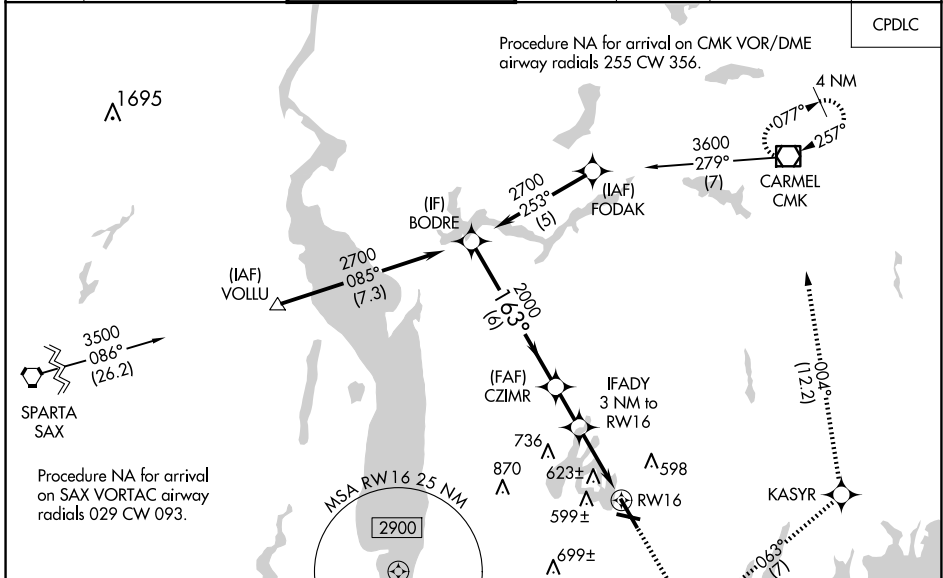 CPDLC
Procedure NA for arrival on CMK VOR/DME
airway radials 255 CW 356.
4 NM
1695
077°
257°
3600
279°
(7)
CARMEL
CMK
2700
253°
(5)
(IAF)
FODAK
(IF)
BODRE
2700
085°
(7.3)
(IAF)
VOLLU
2000
163°
(6)
3500
086°
(26.2)
SPARTA
SAX
(FAF)
CZIMR
IFADY
3 NM to
RW16
004°
(12.2)
736
870
623±
598
599±
RW16
KASYR
Procedure NA for arrival
on SAX VORTAC airway
radials 029 CW 093.
MSA RW16 25 NM
2900
699±
063°
(7)